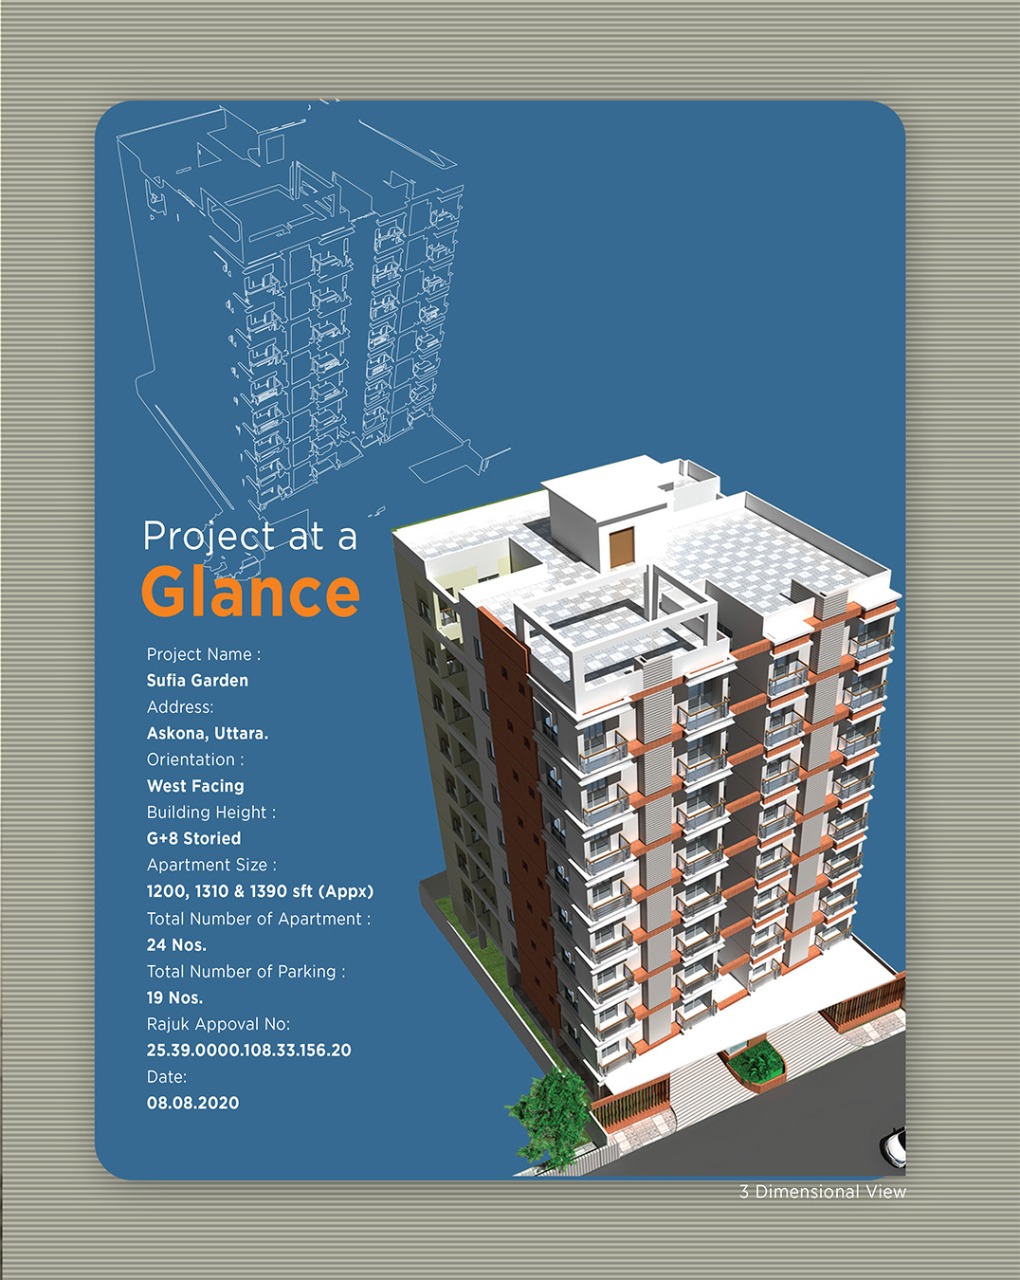 Project at a
Glance
Project Name :
Sufia Garden
Address:
Askona, Uttara.
Orientation :
West Facing
Building Height :
G+8 Storied
Apartment Size :
1200, 1310 & 1390 sft (Appx)
Total Number of Apartment :
24 Nos.
Total Number of Parking :
19 Nos.
Rajuk Appoval No:
25.39.0000.108.33.156.20
Date:
08.08.2020
3 Dimensional View